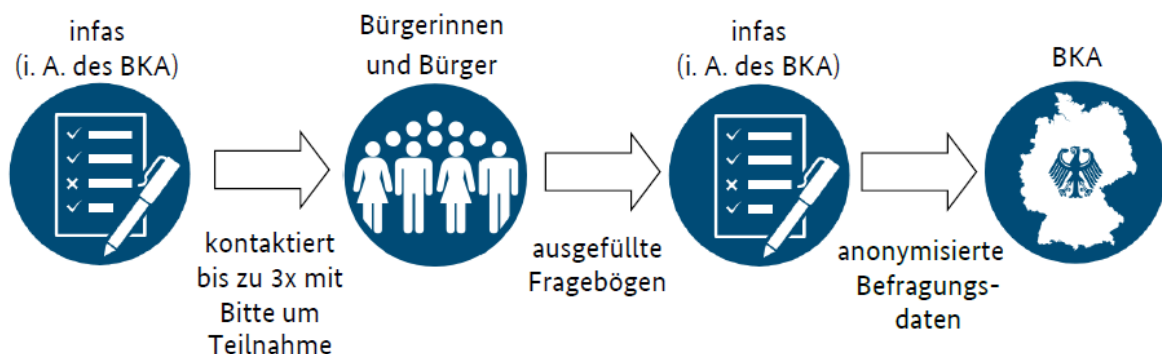 infas
(i. A. des BKA)
kontaktiert
bis zu 3x mit
Bitte um
Teilnahme
Bürgerinnen
und Bürger
ausgefüllte
Fragebögen
infas
(i. A. des BKA)
anonymisierte
Befragungs-
daten
BKA